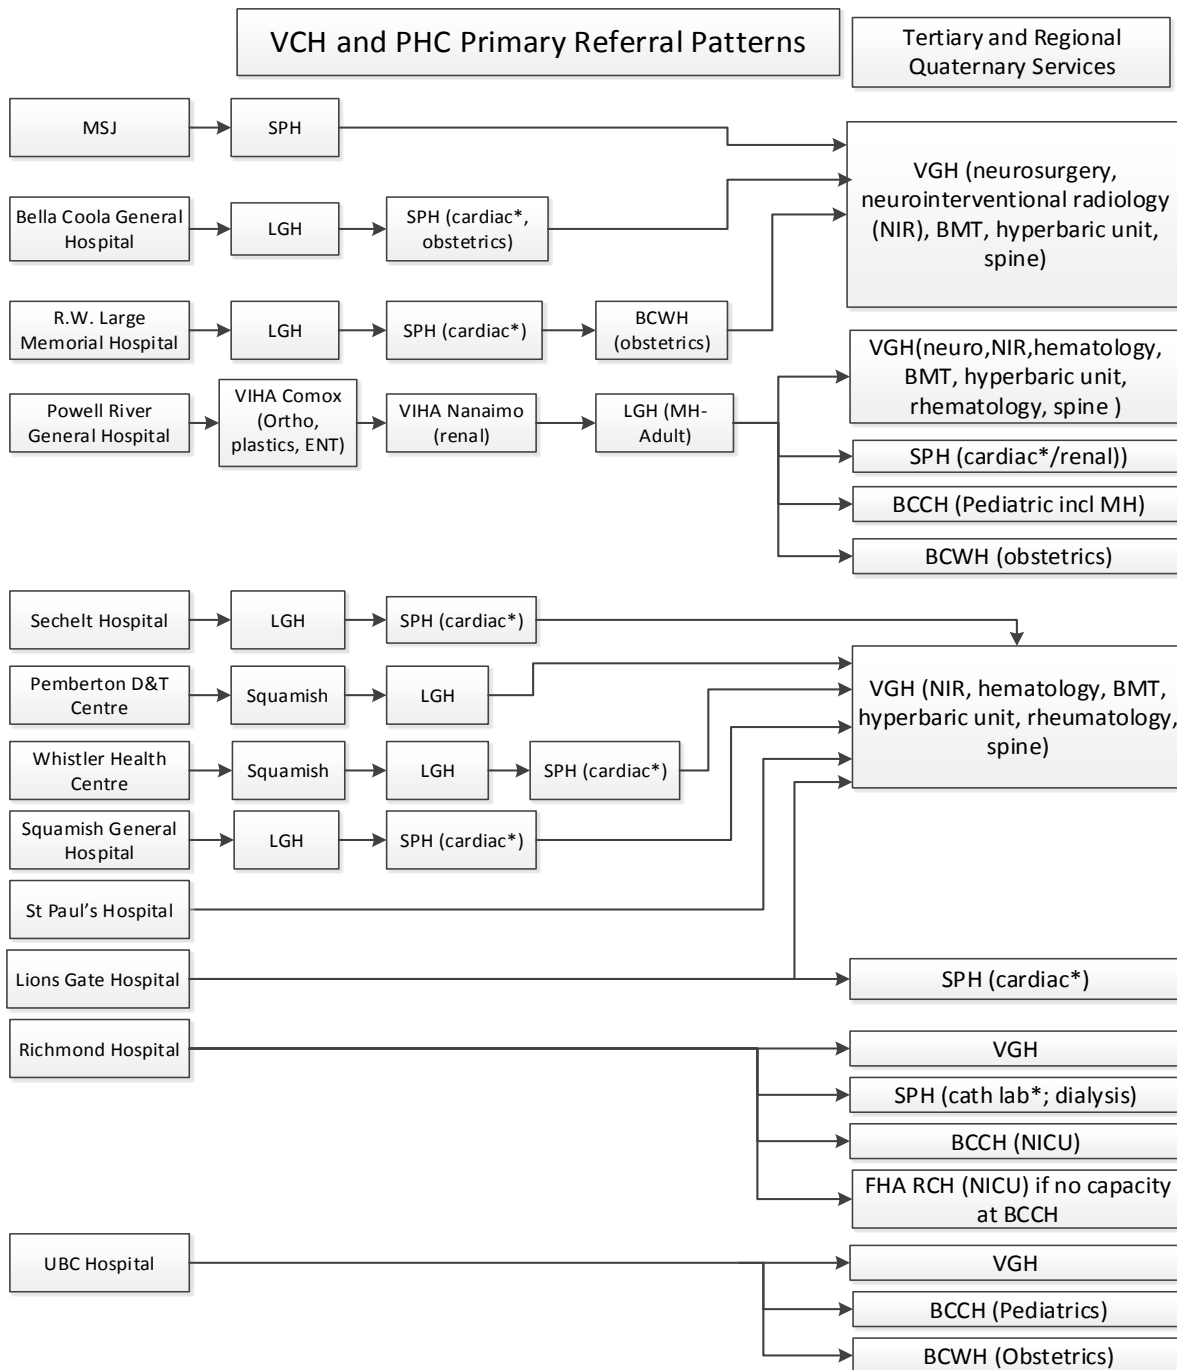 VCH and PHC Primary Referral Patterns
Tertiary and Regional
Quaternary Services
MSJ
SPH
VGH (neurosurgery,
neurointerventional radiology
(NIR), BMT, hyperbaric unit,
spine)
Bella Coola General
Hospital
LGH
SPH (cardiac*,
obstetrics)
R.W. Large
Memorial Hospital
LGH
SPH (cardiac*)
BCWH
(obstetrics)
Powell River
General Hospital
VIHA Comox
(Ortho,
plastics, ENT)
VIHA Nanaimo
(renal)
LGH (MH-
Adult)
VGH(neuro,NIR,hematology,
BMT, hyperbaric unit,
rhematology, spine )
SPH (cardiac*/renal))
BCCH (Pediatric incl MH)
BCWH (obstetrics)
Sechelt Hospital
LGH
SPH (cardiac*)
VGH (NIR, hematology, BMT,
hyperbaric unit, rheumatology,
spine)
Pemberton D&T
Centre
Squamish
LGH
Whistler Health
Centre
Squamish
LGH
SPH (cardiac*)
Squamish General
Hospital
LGH
SPH (cardiac*)
St Paul’s Hospital
Lions Gate Hospital
SPH (cardiac*)
Richmond Hospital
VGH
SPH (cath lab*; dialysis)
BCCH (NICU)
FHA RCH (NICU) if no capacity
at BCCH
UBC Hospital
VGH
BCCH (Pediatrics)
BCWH (Obstetrics)